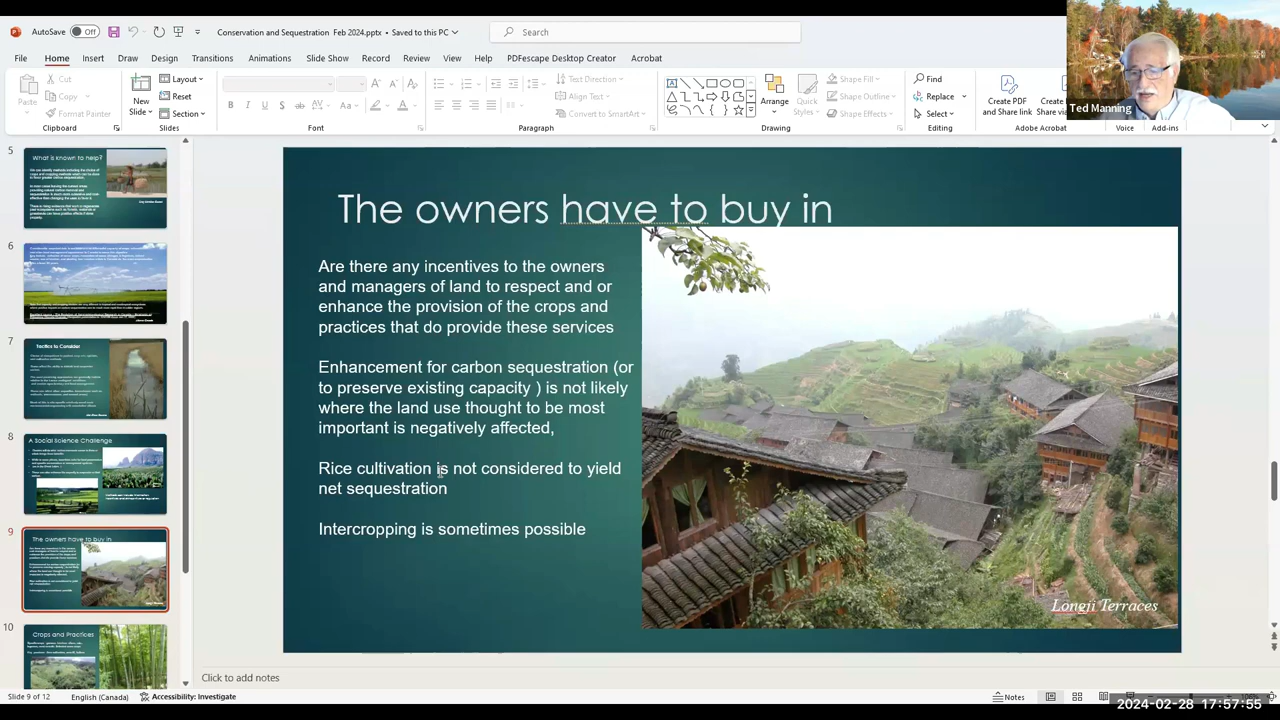 AutoSave
Off
Conservation and Sequestration Feb 2024.pptx • Saved to this PC
Search
File Home Insert Draw Design Transitions Animations Slide Show Record Review View Help PDFescape Desktop Creator Acrobat
Paste
Cut
Copy
Format Painter
Clipboard
New
Slide
Layout
Reset
Section
Slides
Font
Paragraph
Text Direction
Align Text
Convert to SmartArt
Arrange
Quick
Styles
Drawing
Shape Fill
Shape Outline
Shape Effects
Find
Replace
Select
Editing
Create PDF
and Share link
Adobe Acrobat
Voice
Add-ins
Ted Manning
5
What is known to help?
6
7
Tactics to Consider
8
A Social Science Challenge
9
The owners have to buy in
10
Crops and Practices
The owners have to buy in
Are there any incentives to the owners
and managers of land to respect and or
enhance the provision of the crops and
practices that do provide these services
Enhancement for carbon sequestration (or
to preserve existing capacity ) is not likely
where the land use thought to be most
important is negatively affected,
Rice cultivation is not considered to yield
net sequestration
Intercropping is sometimes possible
Longji Terraces
Click to add notes
Slide 9 of 12
English (Canada)
Accessibility: Investigate
Notes
2024-02-28 17:57:55